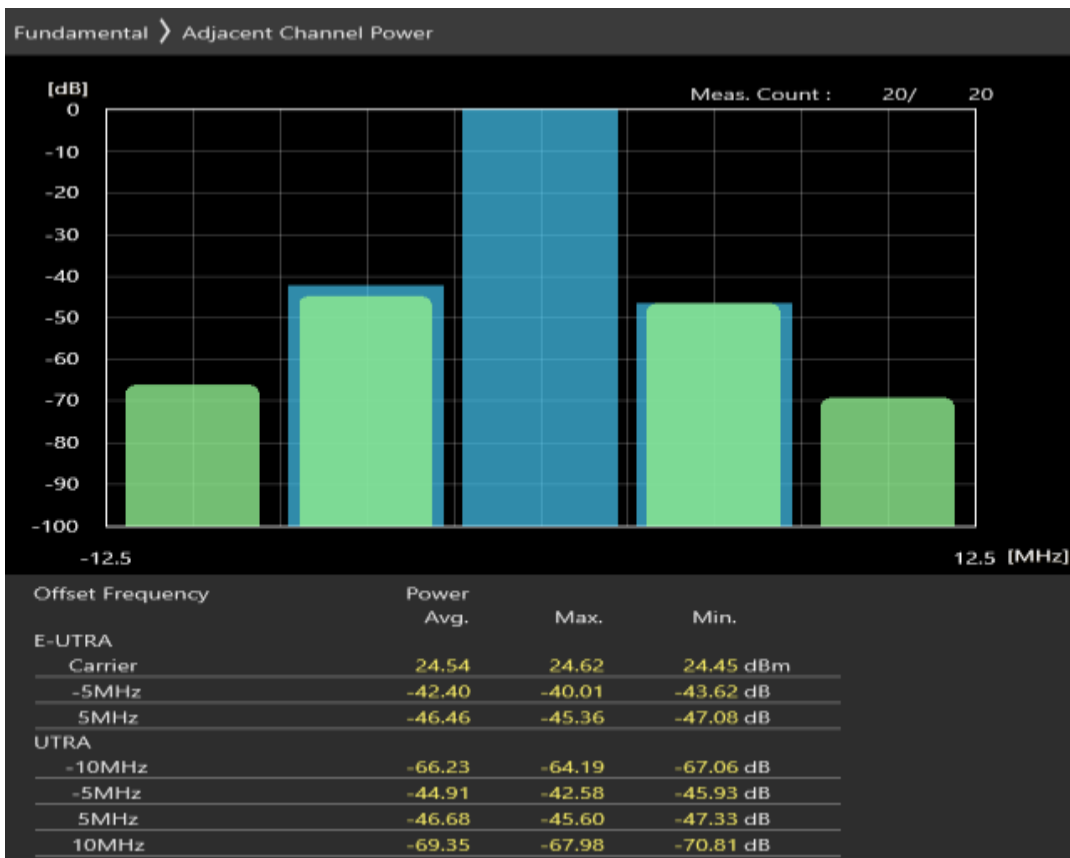 Fundamental ❯ Adjacent Channel Power
[dB]
Meas. Count : 20/ 20
0
-10
-20
-30
-40
-50
-60
-70
-80
-90
-100
-12.5 12.5 [MHz]
Offset Frequency Power
Avg. Max. Min.
E-UTRA
Carrier 24.54 24.62 24.45 dBm
-5MHz -42.40 -40.01 -43.62 dB
5MHz -46.46 -45.36 -47.08 dB
UTRA
-10MHz -66.23 -64.19 -67.06 dB
-5MHz -44.91 -42.58 -45.93 dB
5MHz -46.68 -45.60 -47.33 dB
10MHz -69.35 -67.98 -70.81 dB